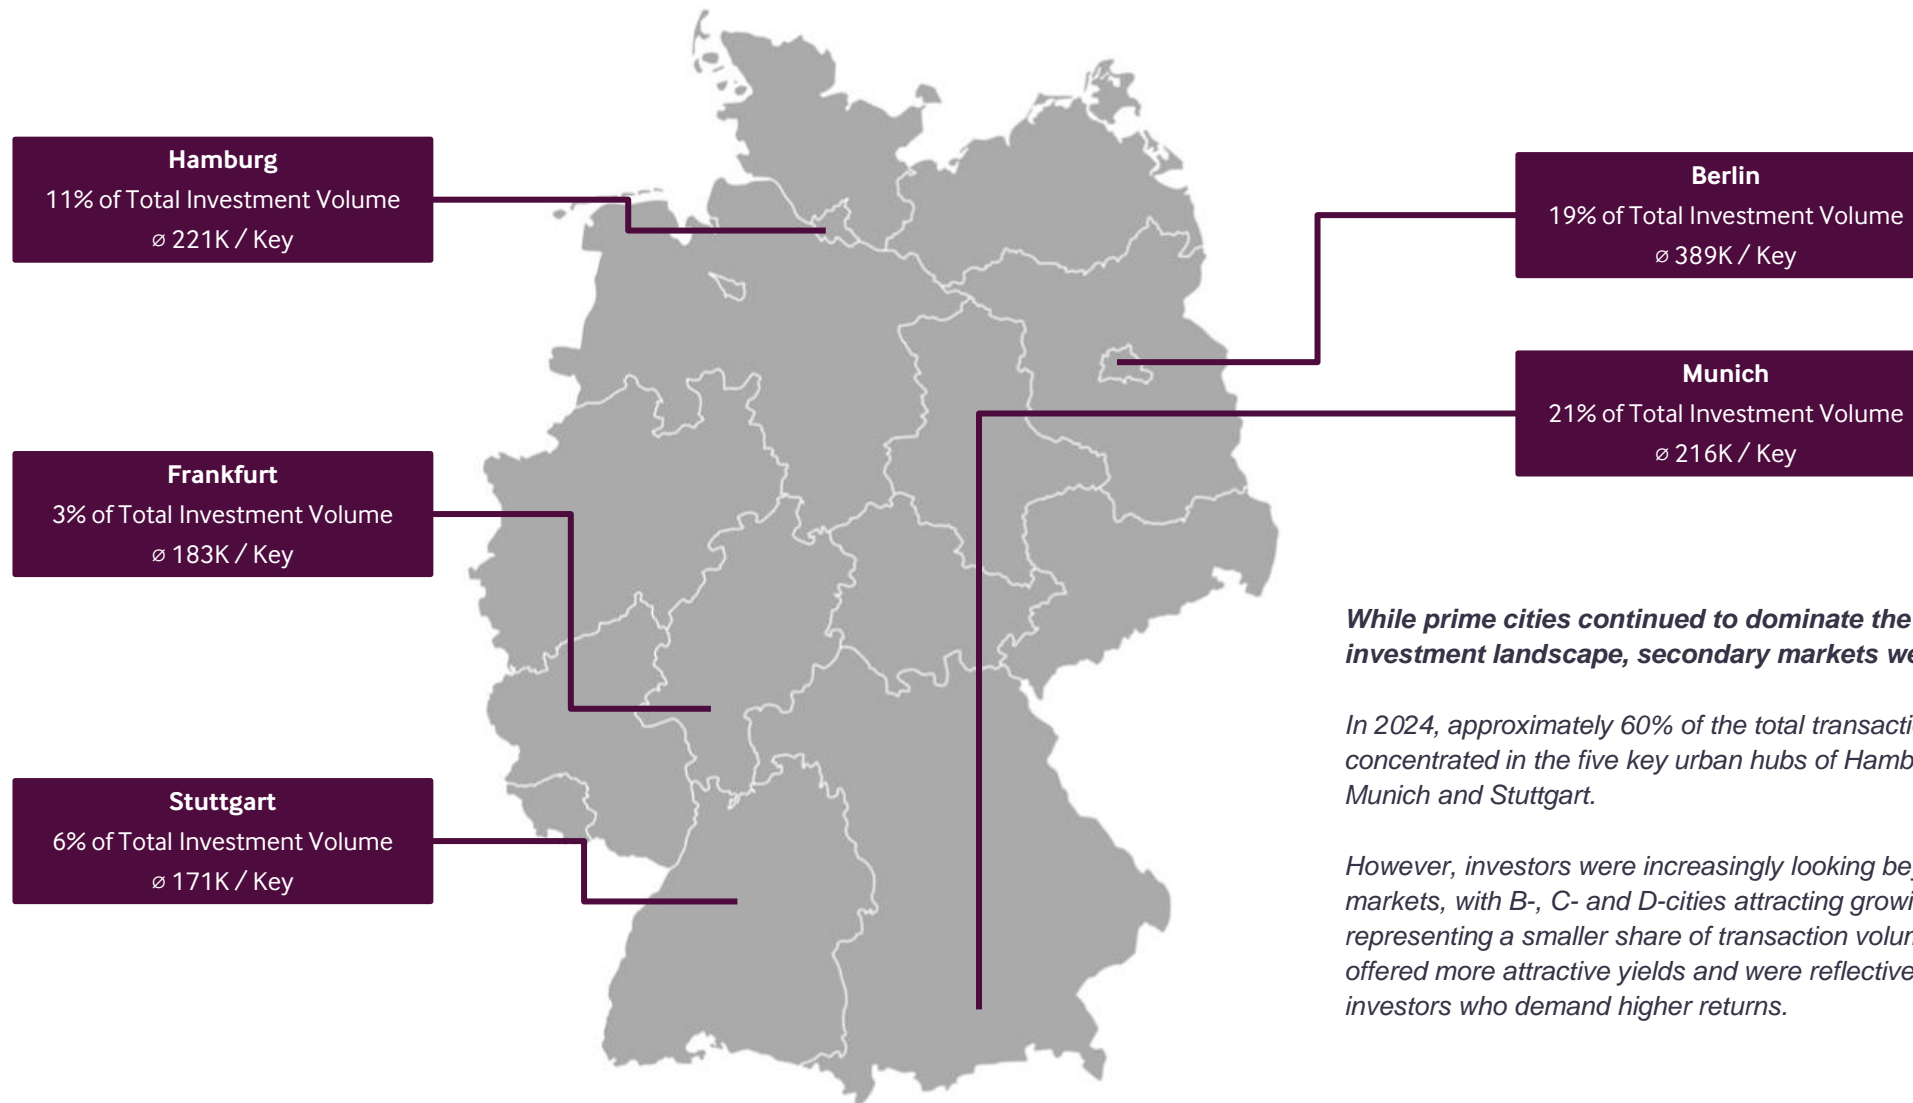 Hamburg
11% of Total Investment Volume
⌀ 221K / Key
Berlin
19% of Total Investment Volume
⌀ 389K / Key
Munich
21% of Total Investment Volume
⌀ 216K / Key
Frankfurt
3% of Total Investment Volume
⌀ 183K / Key
Stuttgart
6% of Total Investment Volume
⌀ 171K / Key
While prime cities continued to dominate the
investment landscape, secondary markets
In 2024, approximately 60% of the total
concentrated in the five key urban hubs of
Munich and Stuttgart.
However, investors were increasingly looking
markets, with B-, C- and D-cities attracting
representing a smaller share of transaction
offered more attractive yields and were reflective
investors who demand higher returns.